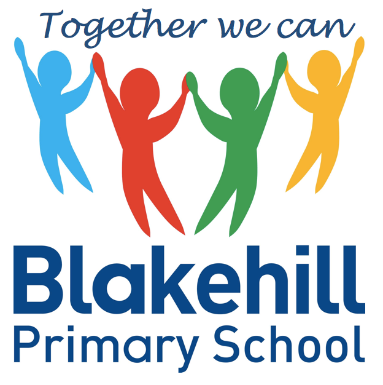 Together we can
Blakehill
Primary School